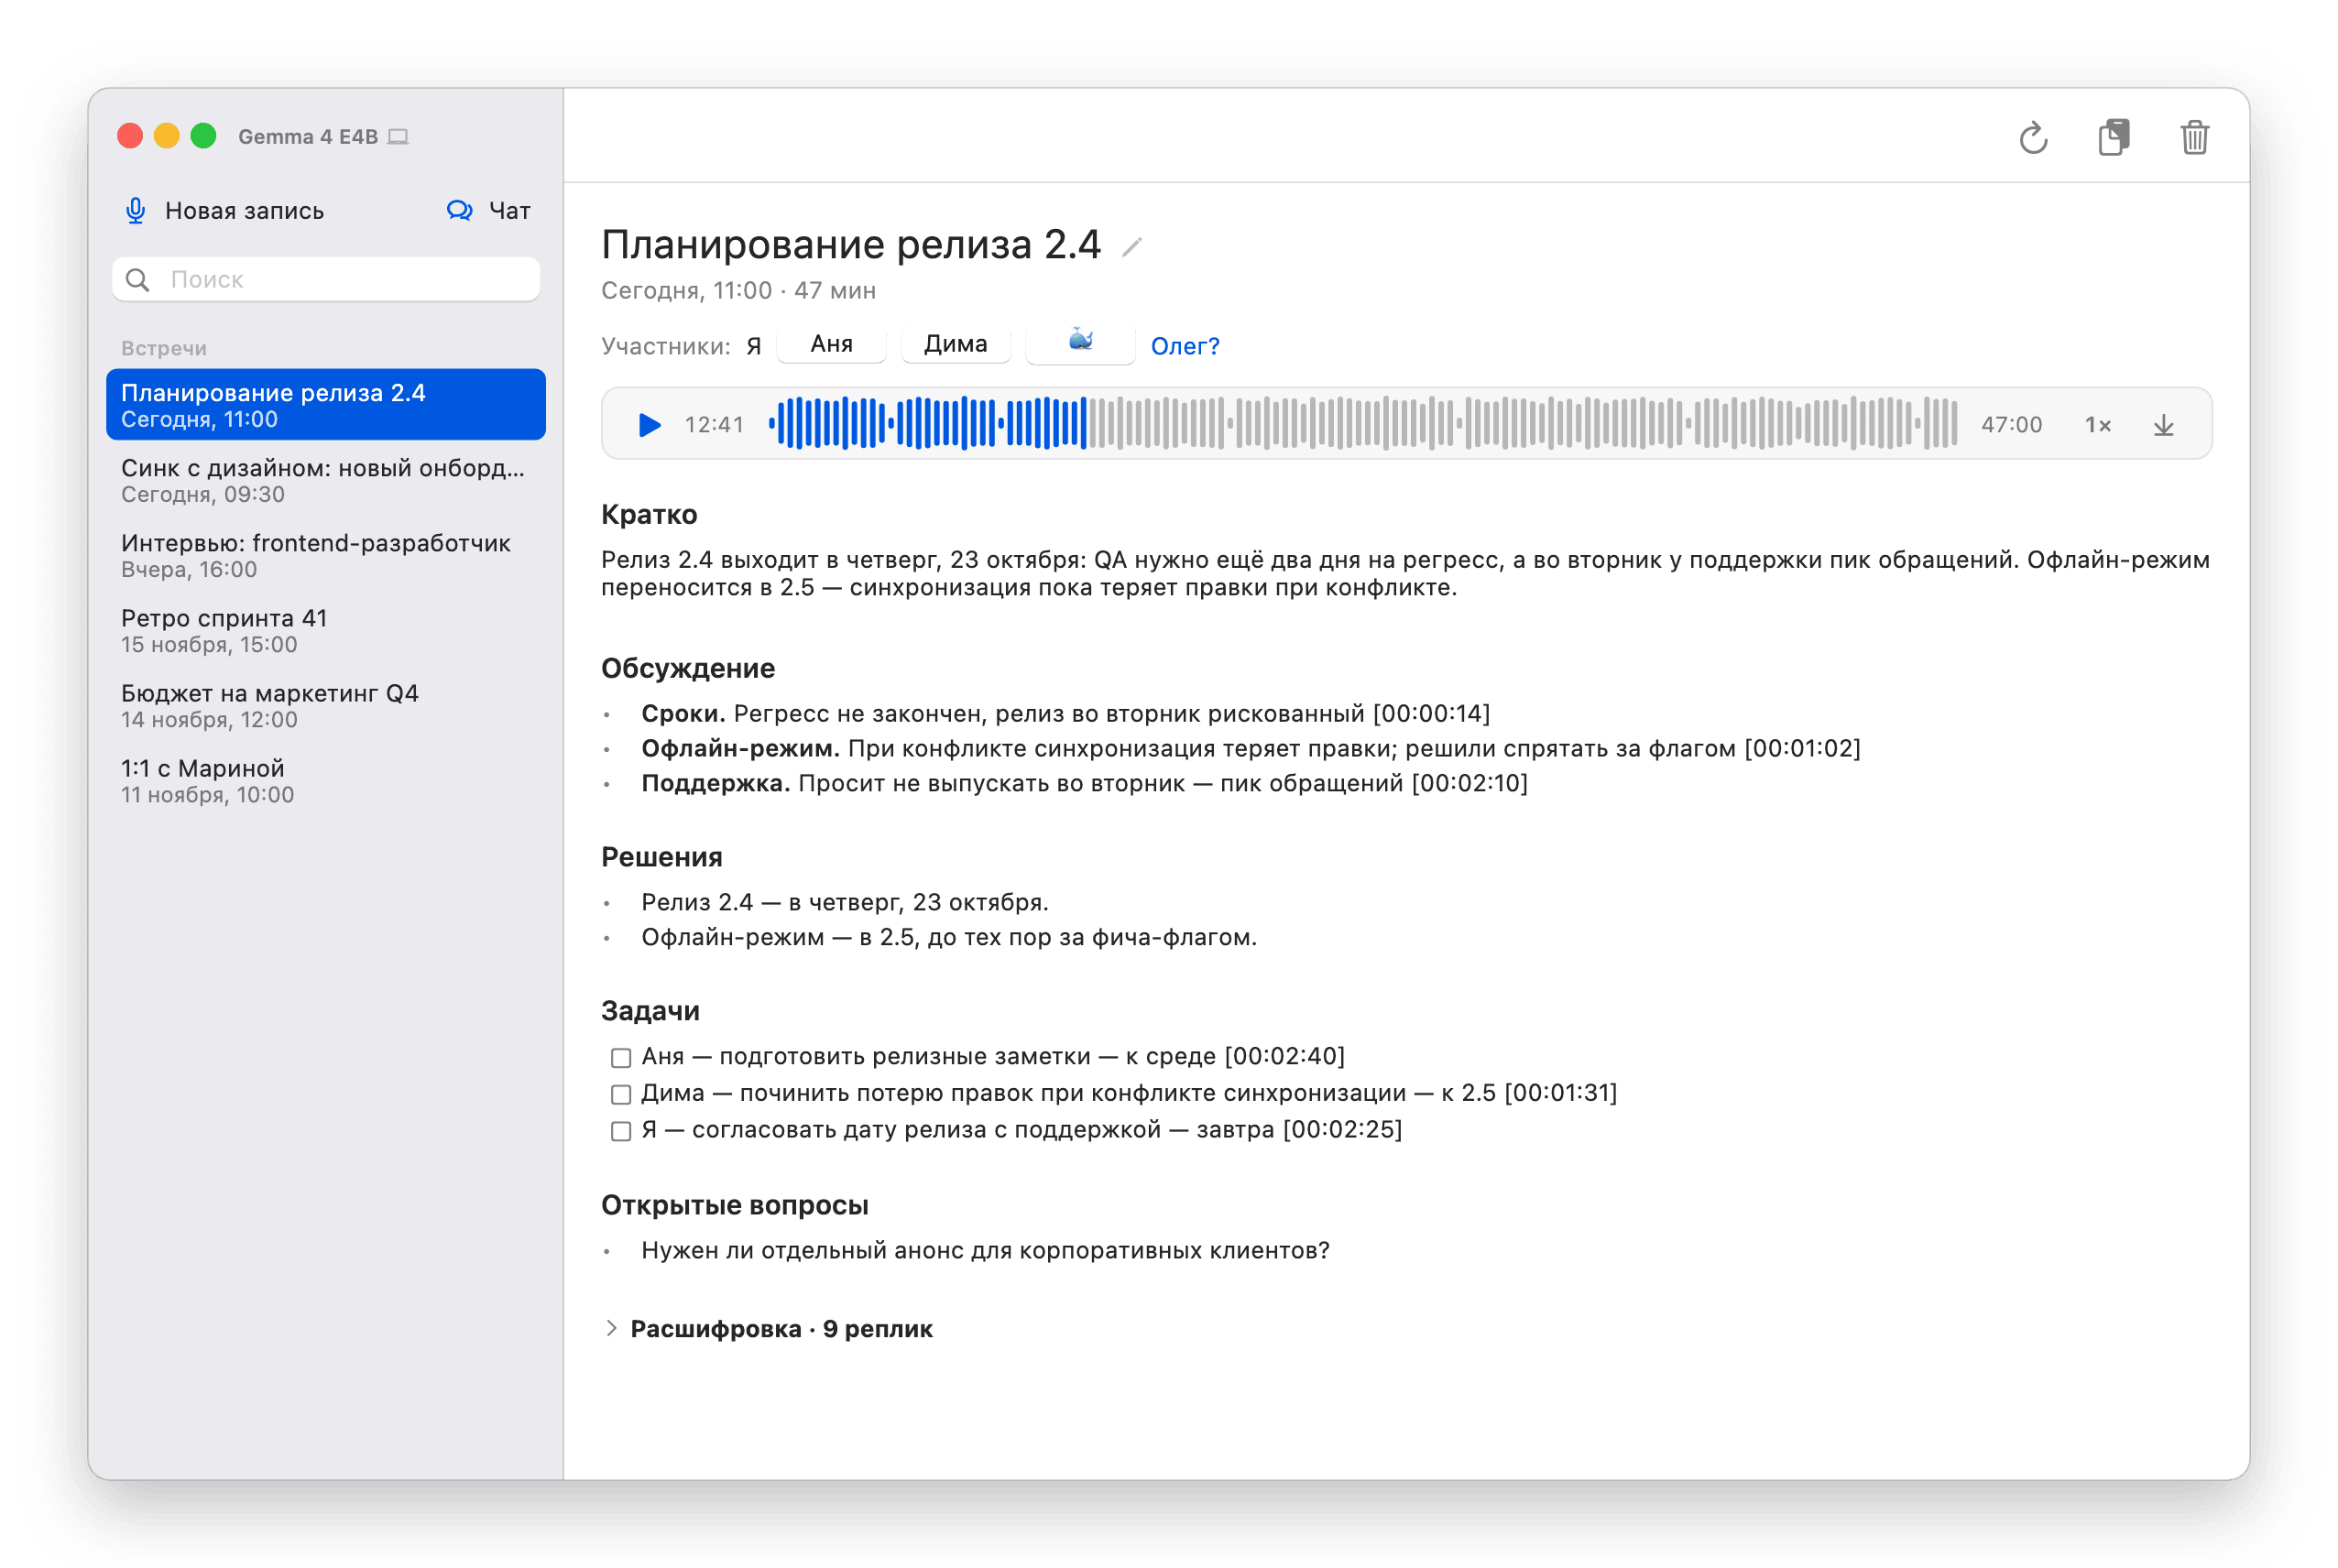 Gemma 4 E4B
Новая запись
Чат
Поиск
Встречи
Планирование релиза 2.4
Сегодня, 11:00
Синк с дизайном: новый онборд...
Сегодня, 09:30
Интервью: frontend-разработчик
Вчера, 16:00
Ретро спринта 41
15 ноября, 15:00
Бюджет на маркетинг Q4
14 ноября, 12:00
1:1 с Мариной
11 ноября, 10:00
Планирование релиза 2.4
Сегодня, 11:00 · 47 мин
Участники: Я Аня Дима 🐳 Олег?
12:41 47:00 1×
Кратко
Релиз 2.4 выходит в четверг, 23 октября: QA нужно ещё два дня на регресс, а во вторник у поддержки пик обращений. Офлайн-режим
переносится в 2.5 — синхронизация пока теряет правки при конфликте.
Обсуждение
• Сроки. Регресс не закончен, релиз во вторник рискованный [00:00:14]
• Офлайн-режим. При конфликте синхронизация теряет правки; решили спрятать за флагом [00:01:02]
• Поддержка. Просит не выпускать во вторник — пик обращений [00:02:10]
Решения
• Релиз 2.4 — в четверг, 23 октября.
• Офлайн-режим — в 2.5, до тех пор за фича-флагом.
Задачи
Аня — подготовить релизные заметки — к среде [00:02:40]
Дима — починить потерю правок при конфликте синхронизации — к 2.5 [00:01:31]
Я — согласовать дату релиза с поддержкой — завтра [00:02:25]
Открытые вопросы
• Нужен ли отдельный анонс для корпоративных клиентов?
Расшифровка · 9 реплик